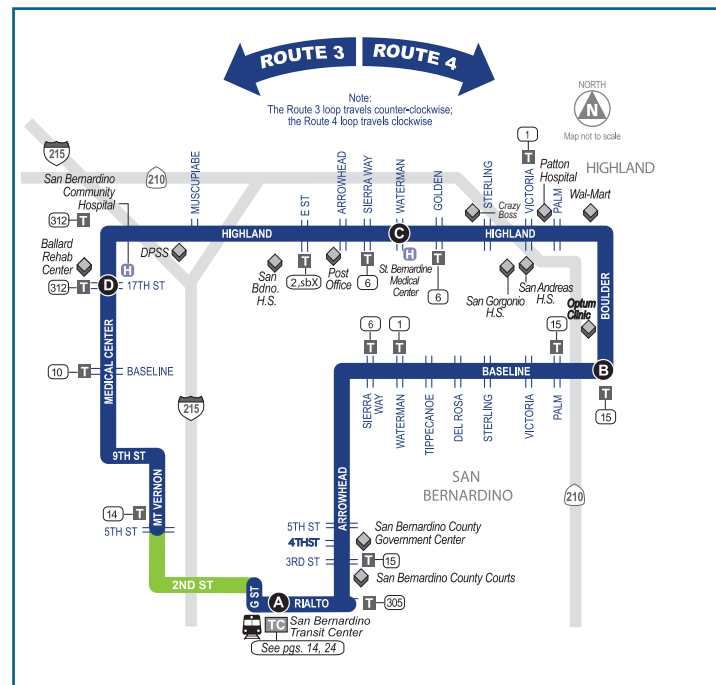 ROUTE 3
ROUTE 4
Note:
The Route 3 loop travels counter-clockwise;
the Route 4 loop travels clockwise
NORTH
N
Map not to scale
215
210
1
T
HIGHLAND
San Bernardino
Community
Hospital
MUSCUPIABE
E ST
ARROWHEAD
SIERRA WAY
WATERMAN
GOLDEN
STERLING
VICTORIA
PALM
Patton
Hospital
Wal-Mart
Crazy
Boss
312
T
HIGHLAND
C
HIGHLAND
Ballard
Rehab
Center
H
DPSS
San
Bdno.
H.S.
T
2,sbX
Post
Office
T
6
H
St. Bernardine
Medical
Center
T
6
San Gorgonio
H.S.
San Andreas
H.S.
BOULDER
Optum
Clinic
312
T
D
17TH ST
MEDICAL CENTER
6
T
1
T
15
T
10
T
BASELINE
BASELINE
B
T
15
215
SIERRA
WAY
WATERMAN
TIPPECANOE
DEL ROSA
STERLING
VICTORIA
PALM
9TH ST
SAN
BERNARDINO
210
MT VERNON
ARROWHEAD
14
T
5TH ST
5TH ST
4THST
3RD ST
San Bernardino County
Government Center
T
15
San Bernardino County Courts
2ND ST
G ST
A
RIALTO
T
305
TC
San Bernardino
Transit Center
See pgs. 14, 24